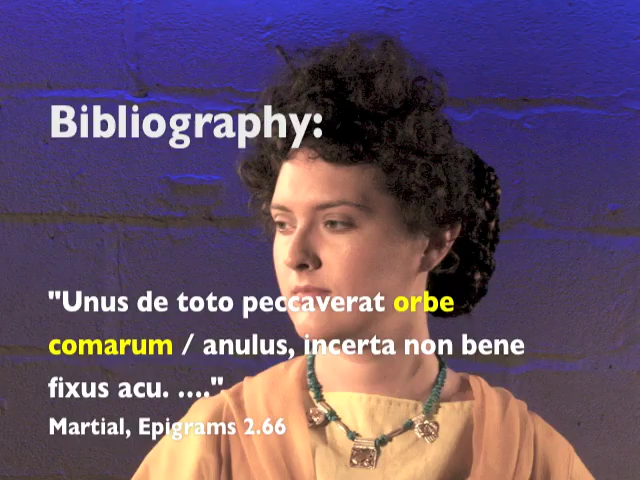 Bibliography:
"Unus de toto peccaverat orbe
comarum / anulus, incerta non bene
fixus acu. ...."
Martial, Epigrams 2.66